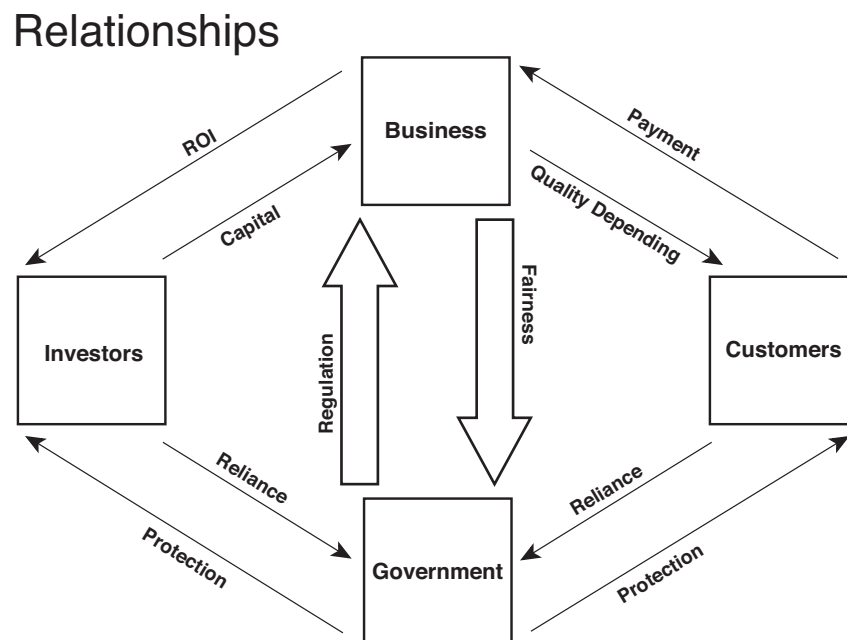 Relationships
Business
ROI
Payment
Capital
Quality Depending
Investors
Regulation
Fairness
Customers
Reliance
Reliance
Protection
Government
Protection